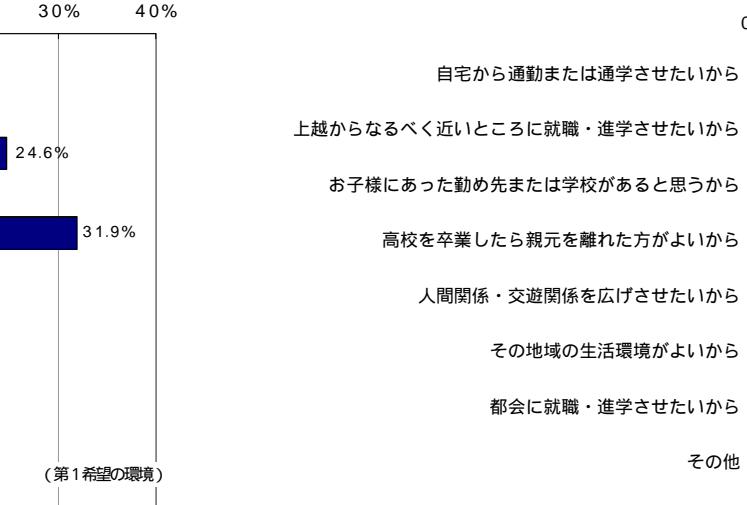 30% 40%
24.6%
31.9%
(第1希望の環境)
自宅から通勤または通学させたいから
上越からなるべく近いところに就職・進学させたいから
お子様にあった勤め先または学校があると思うから
高校を卒業したら親元を離れた方がよいから
人間関係・交遊関係を広げさせたいから
その地域の生活環境がよいから
都会に就職・進学させたいから
その他